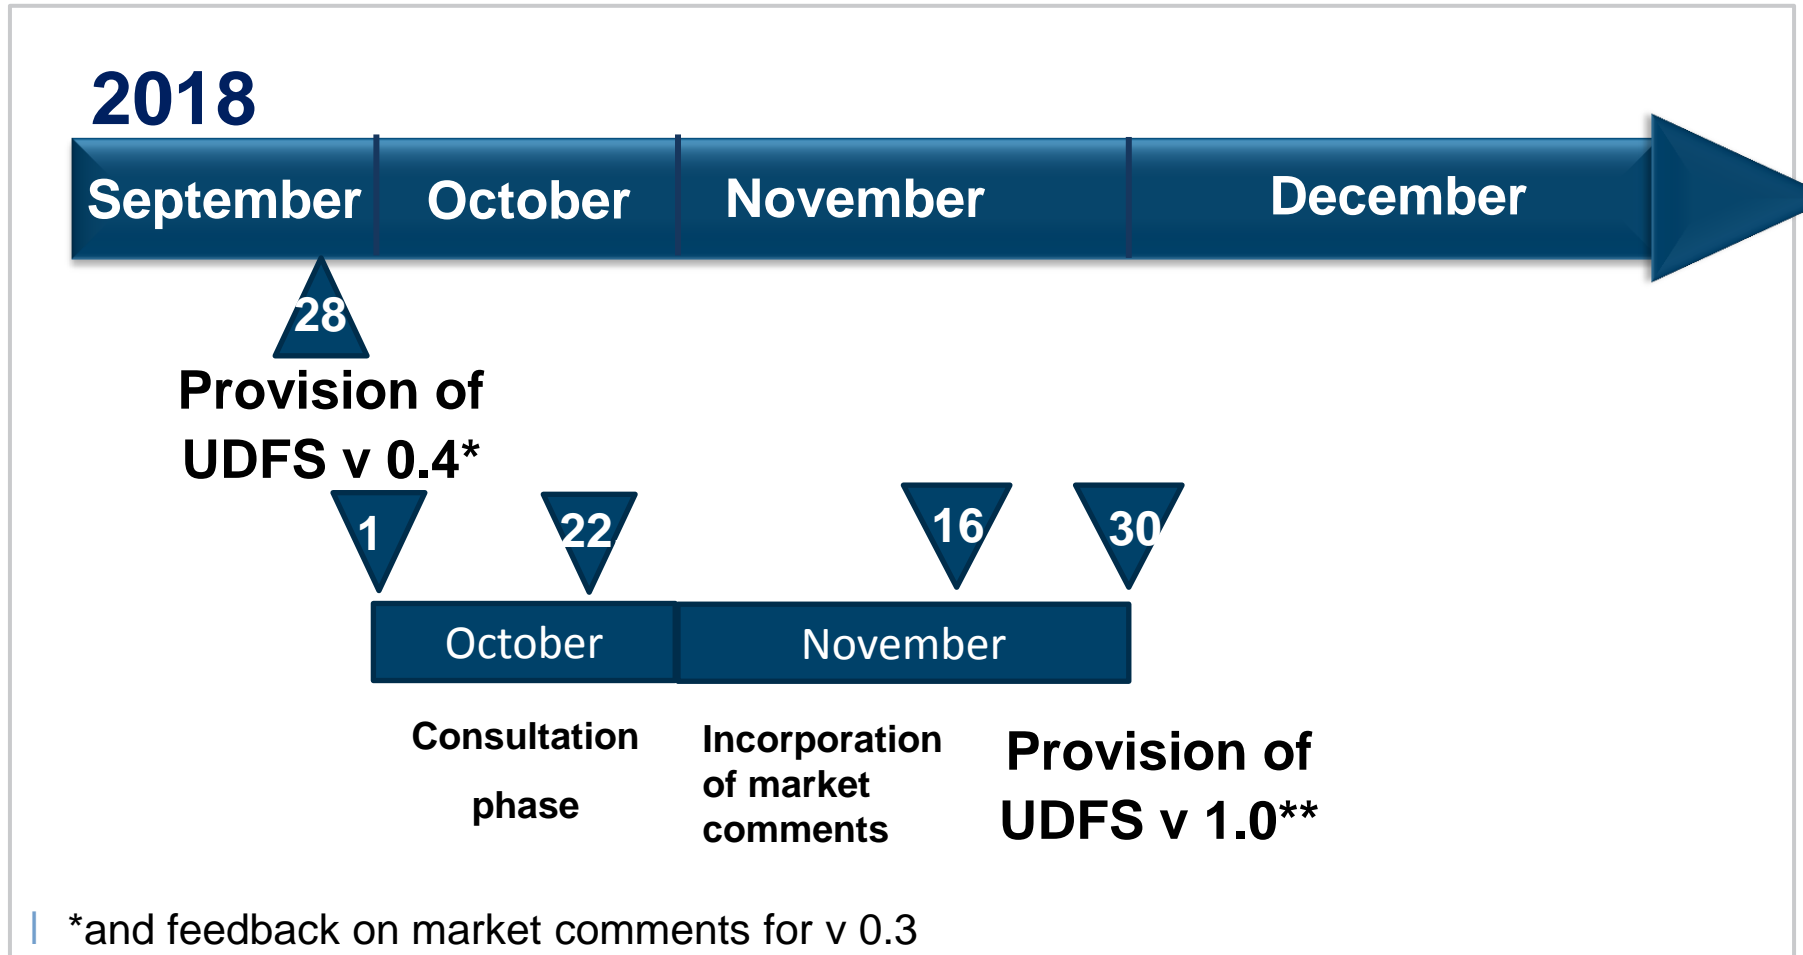 2018
September October November December
28
Provision of
UDFS v 0.4*
1 22 16 30
October November
Consultation
phase
Incorporation
of market
comments
Provision of
UDFS v 1.0**
*and feedback on market comments for v 0.3